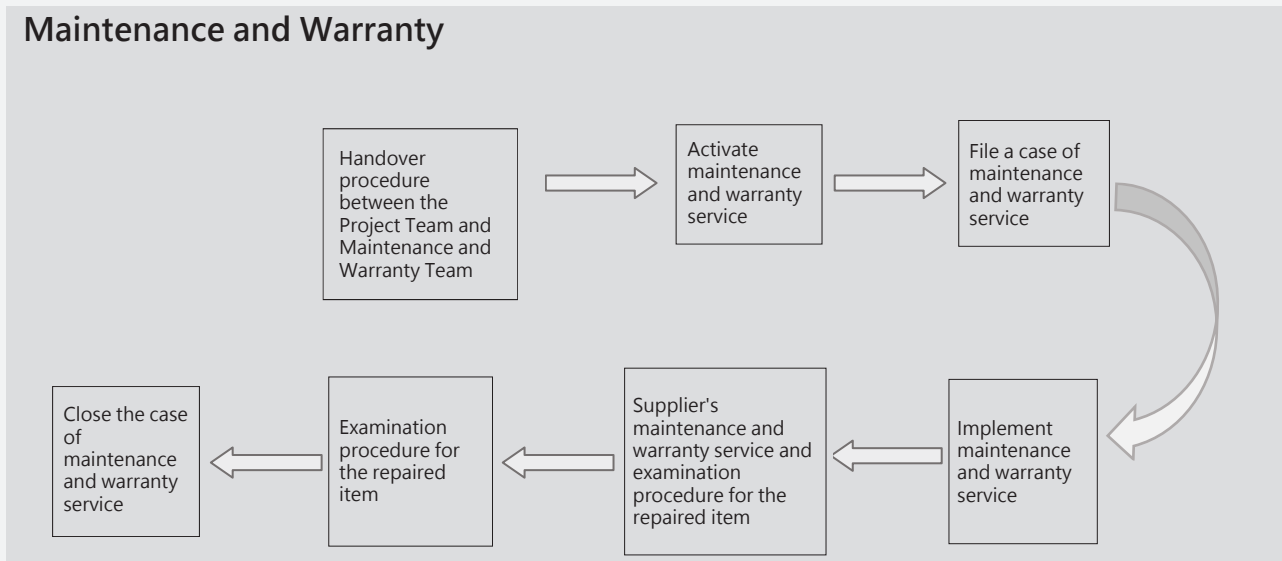 Maintenance and Warranty
Handover
procedure
between the
Project Team and
Maintenance and
Warranty Team
Activate
maintenance
and warranty
service
File a case of
maintenance
and warranty
service
Implement
maintenance
and warranty
service
Supplier's
maintenance and
warranty service and
examination
procedure for the
repaired item
Examination
procedure for
the repaired
item
Close the case
of
maintenance
and warranty
service